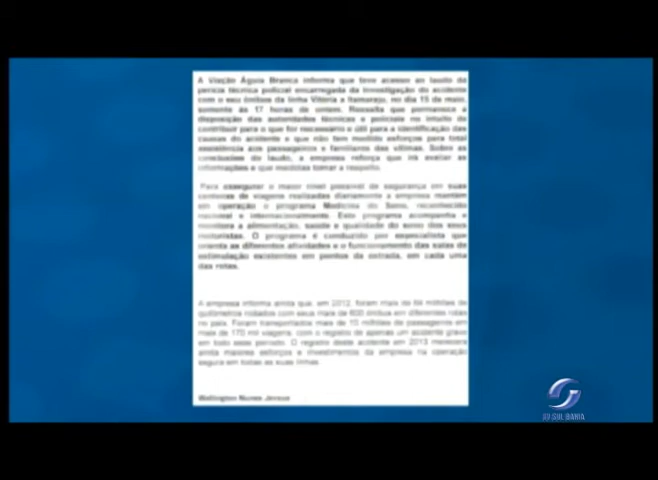 A Viação Águia Branca informa que teve acesso ao laudo da
perícia técnica policial encarregada da investigação do acidente
com o seu ônibus da linha Vitória a Itamaraju, no dia 15 de maio,
somente às 17 horas de ontem. Ressalta que permanece a
disposição das autoridades técnicas e policiais no intuito de
contribuir para o que for necessário e útil para a identificação das
causas do acidente e que não tem medido esforços para total
assistência aos passageiros e familiares das vítimas. Sobre as
conclusões do laudo, a empresa reforça que irá avaliar as
informações e que medidas tomar a respeito.
Para assegurar o maior nível possível de segurança em suas
centenas de viagens realizadas diariamente a empresa mantém
em operação o programa Medicina do Sono, reconhecido
nacional e internacionalmente. Este programa acompanha e
monitora a alimentação, saúde e qualidade do sono dos seus
motoristas. O programa é conduzido por especialista que
orienta as diferentes atividades e o funcionamento das salas de
estimulação existentes em pontos da estrada, em cada uma
das rotas.
A empresa informa ainda que, em 2012, foram mais de 84 milhões de
quilômetros rodados com seus mais de 600 ônibus em diferentes rotas
no país. Foram transportados mais de 10 milhões de passageiros em
mais de 170 mil viagens, com o registro de apenas um acidente grave
em todo esse período. O registro deste acidente em 2013 merecerá
ainda maiores esforços e investimentos da empresa na operação
segura em todas as suas linhas.
Wellington Nunes
TV SUL BAHIA